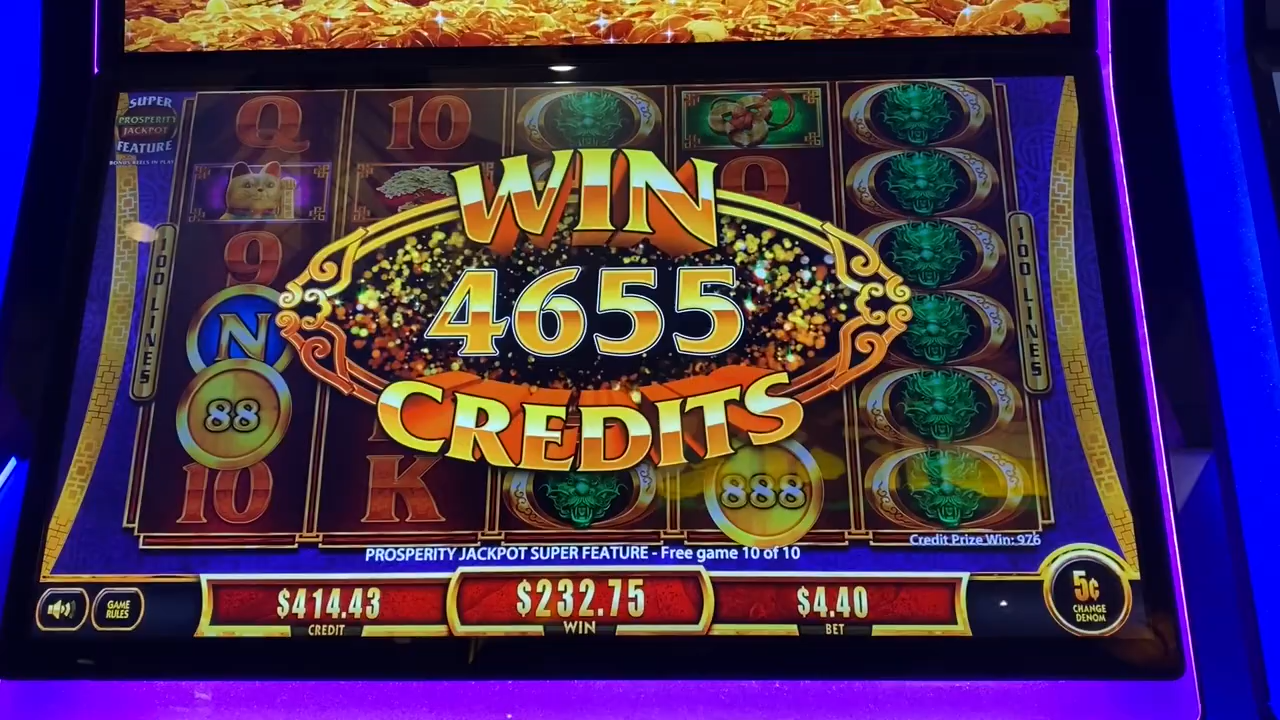 SUPER
PROSPERITY
JACKPOT
FEATURE
BONUS REELS IN PLAY
Q
10
9
N
88
10
K
Q
888
100 LINES
100 LINES
WIN
4655
CREDITS
Credit Prize Win: 976
PROSPERITY JACKPOT SUPER FEATURE - Free game 10 of 10
GAME
RULES
$414.43
CREDIT
$232.75
WIN
$4.40
BET
5¢
CHANGE
DENOM